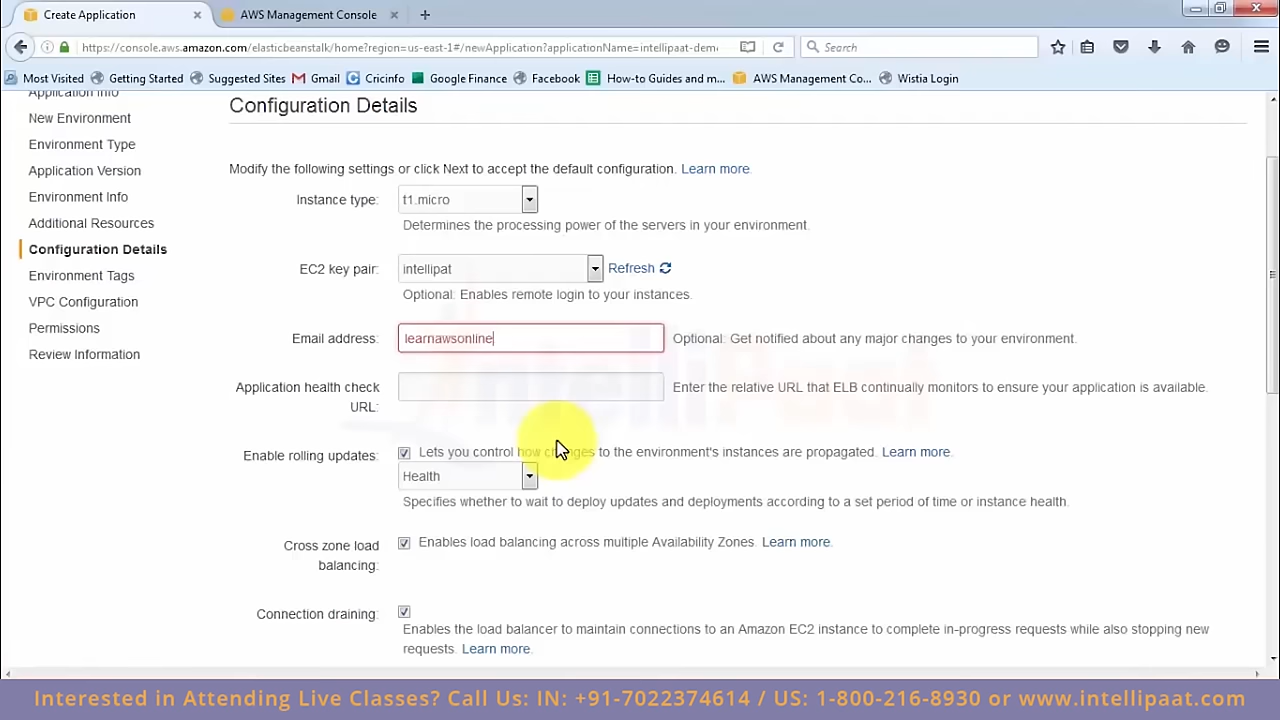 Create Application
AWS Management Console
https://console.aws.amazon.com/elasticbeanstalk/home?region=us-east-1#/newApplication?applicationName=intellipaat-dem
Search
Most Visited
Getting Started
Suggested Sites
Gmail
Cricinfo
Google Finance
Facebook
How-to Guides and m...
AWS Management Co...
Wistia Login
Application Info
New Environment
Environment Type
Application Version
Environment Info
Additional Resources
Configuration Details
Environment Tags
VPC Configuration
Permissions
Review Information
Configuration Details
Modify the following settings or click Next to accept the default configuration. Learn more.
Instance type: t1.micro
Determines the processing power of the servers in your environment.
EC2 key pair: intellipat Refresh
Optional: Enables remote login to your instances.
Email address: learnawsonline Optional: Get notified about any major changes to your environment.
Application health check Enter the relative URL that ELB continually monitors to ensure your application is available.
URL:
Enable rolling updates: Lets you control how changes to the environment's instances are propagated. Learn more.
Health
Specifies whether to wait to deploy updates and deployments according to a set period of time or instance health.
Cross zone load Enables load balancing across multiple Availability Zones. Learn more.
balancing:
Connection draining:
Enables the load balancer to maintain connections to an Amazon EC2 instance to complete in-progress requests while also stopping new
requests. Learn more.
IntelliPaat
Interested in Attending Live Classes? Call Us: IN: +91-7022374614 / US: 1-800-216-8930 or www.intellipaat.com